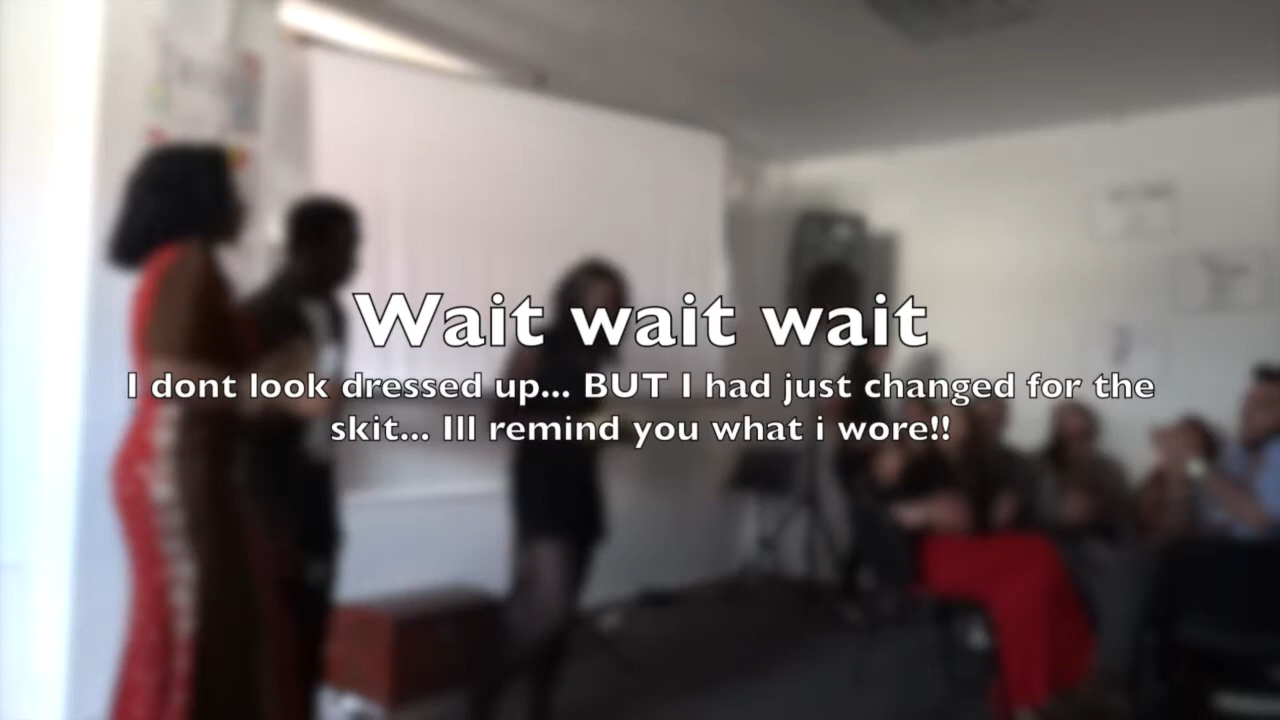 Wait wait wait
I dont look dressed up... BUT I had just changed for the
skit... Ill remind you what i wore!!